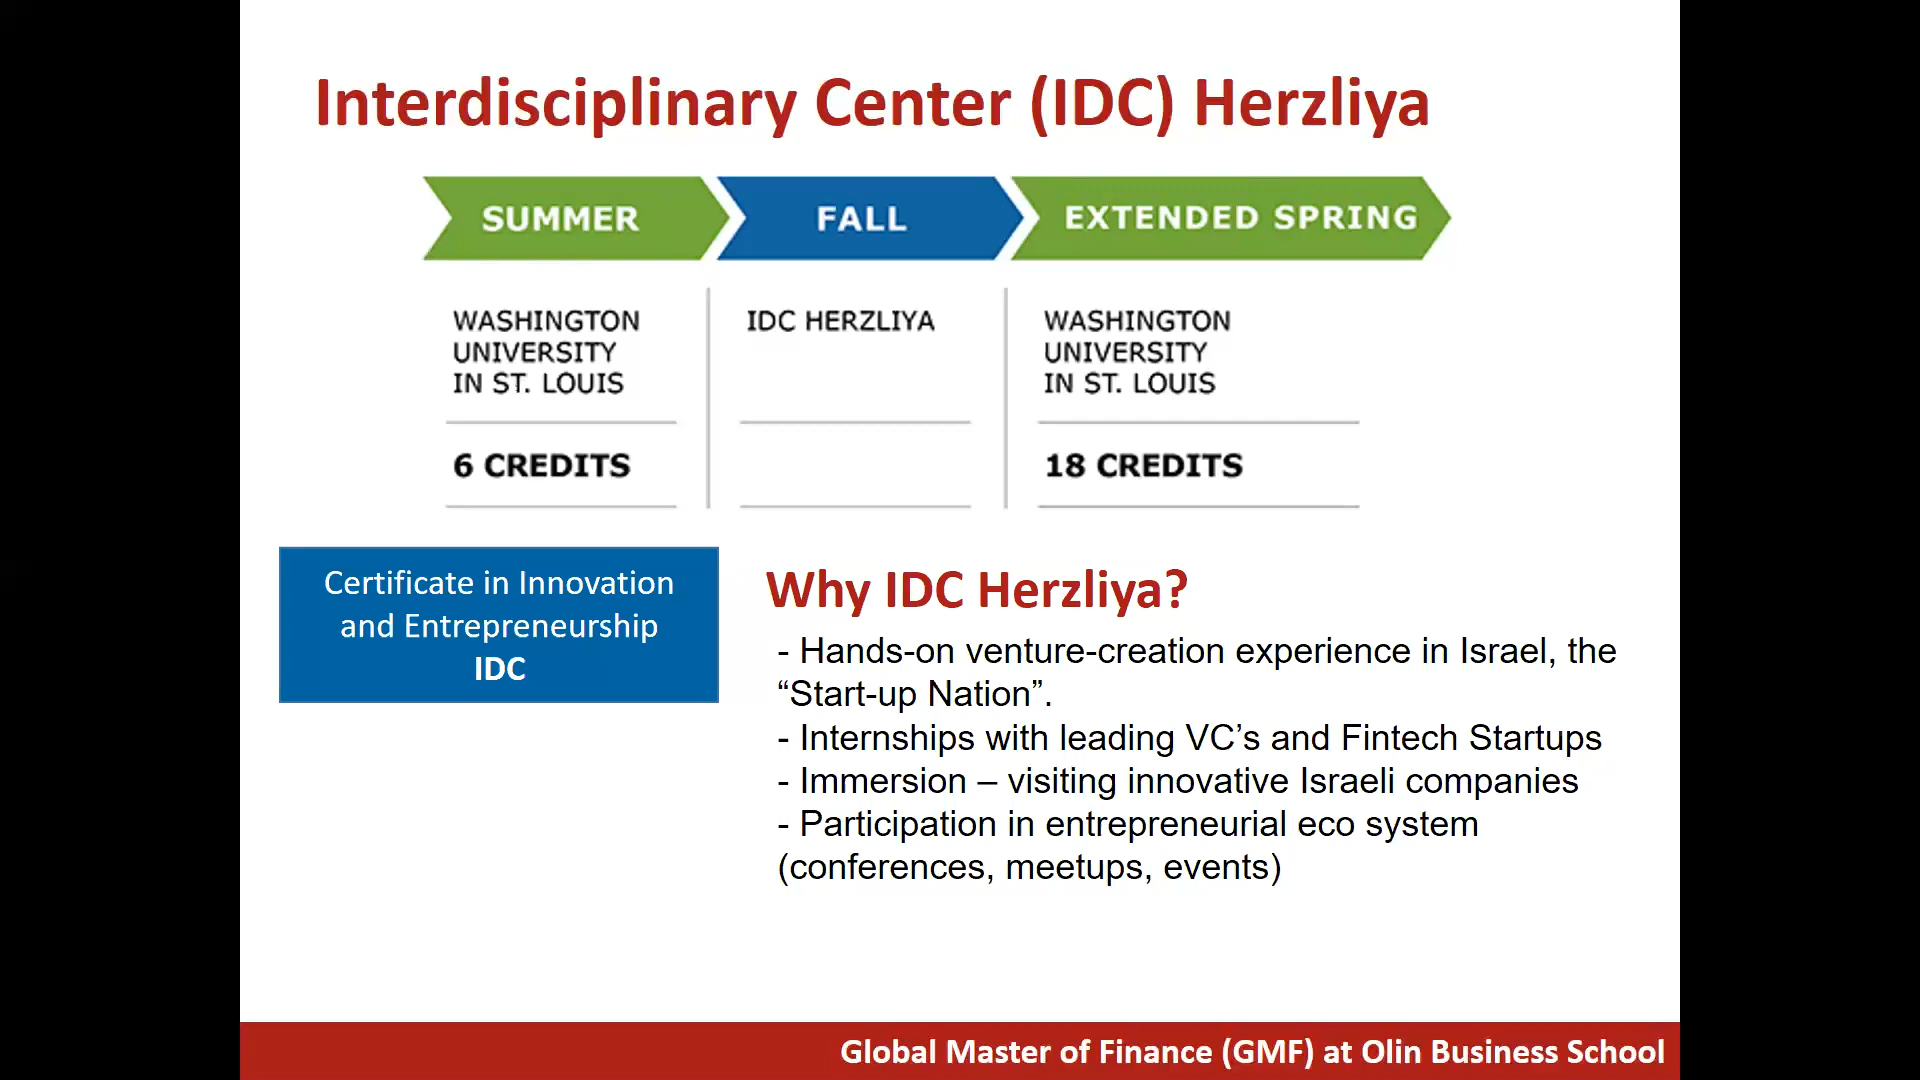 Interdisciplinary Center (IDC) Herzliya
SUMMER
FALL
EXTENDED SPRING
WASHINGTON
UNIVERSITY
IN ST. LOUIS
IDC HERZLIYA
WASHINGTON
UNIVERSITY
IN ST. LOUIS
6 CREDITS
18 CREDITS
Certificate in Innovation
and Entrepreneurship
IDC
Why IDC Herzliya?
- Hands-on venture-creation experience in Israel, the
“Start-up Nation”.
- Internships with leading VC’s and Fintech Startups
- Immersion – visiting innovative Israeli companies
- Participation in entrepreneurial eco system
(conferences, meetups, events)
Global Master of Finance (GMF) at Olin Business School